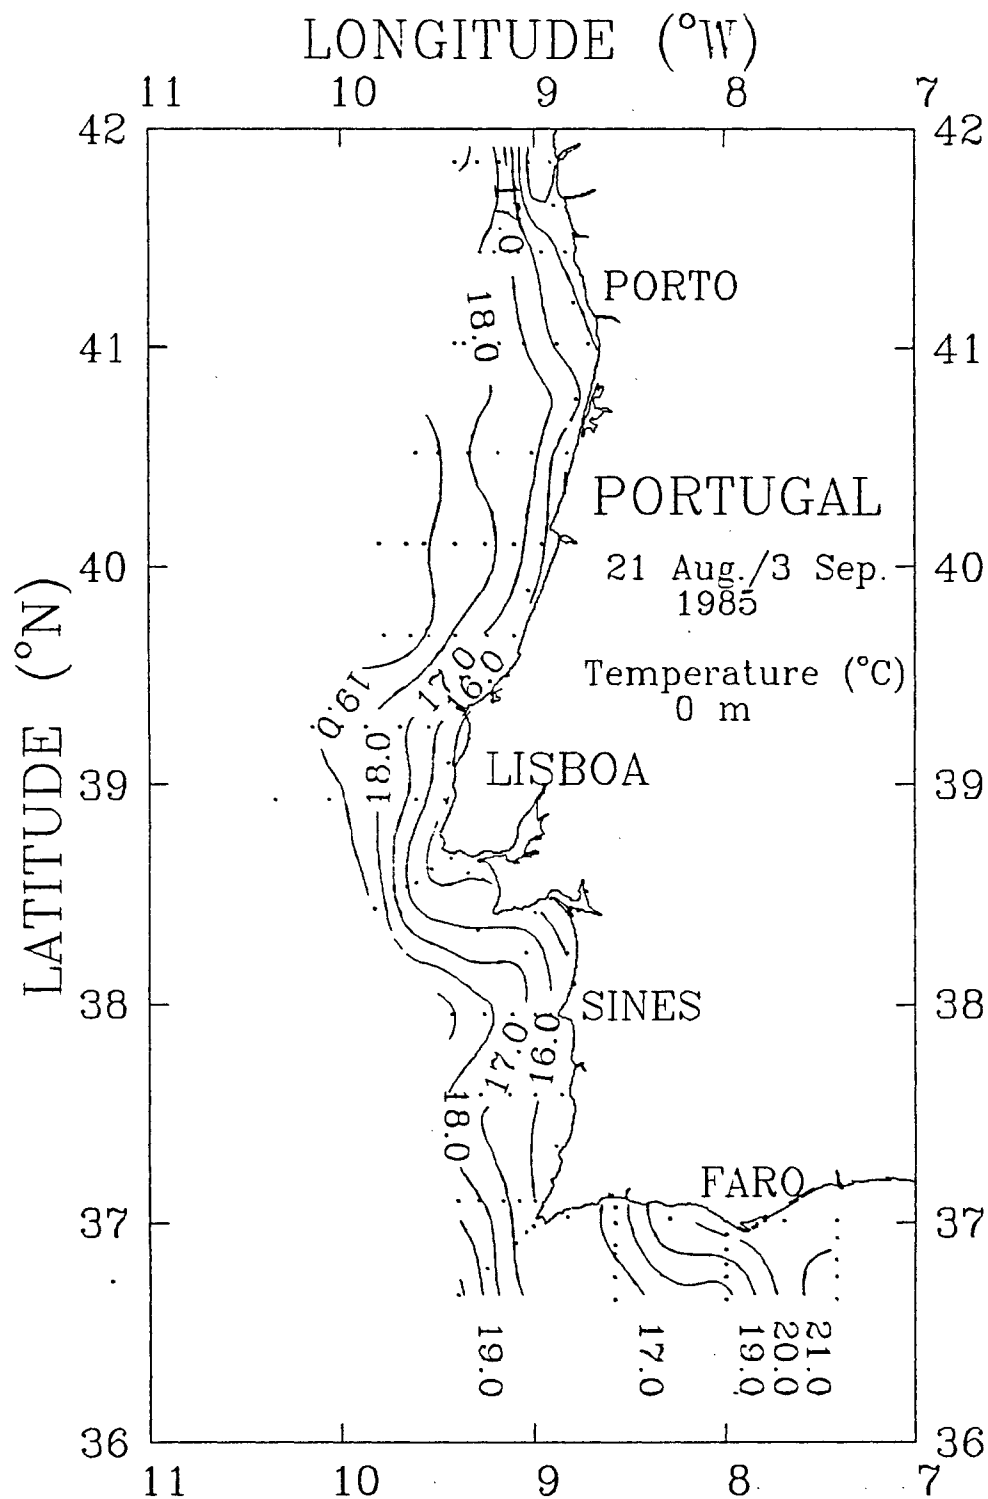 LONGITUDE (°W)
11 10 9 8 7
42 42
0
PORTO
18.0
41 41
PORTUGAL
21 Aug./3 Sep.
1985
40 40
Temperature (°C)
0 m
17.0
16.0
19.0
18.0
LISBOA
39 39
LATITUDE (°N)
38 38
SINES
17.0
16.0
18.0
FARO
37 37
19.0 17.0 19.0 20.0 21.0
36 36
11 10 9 8 7